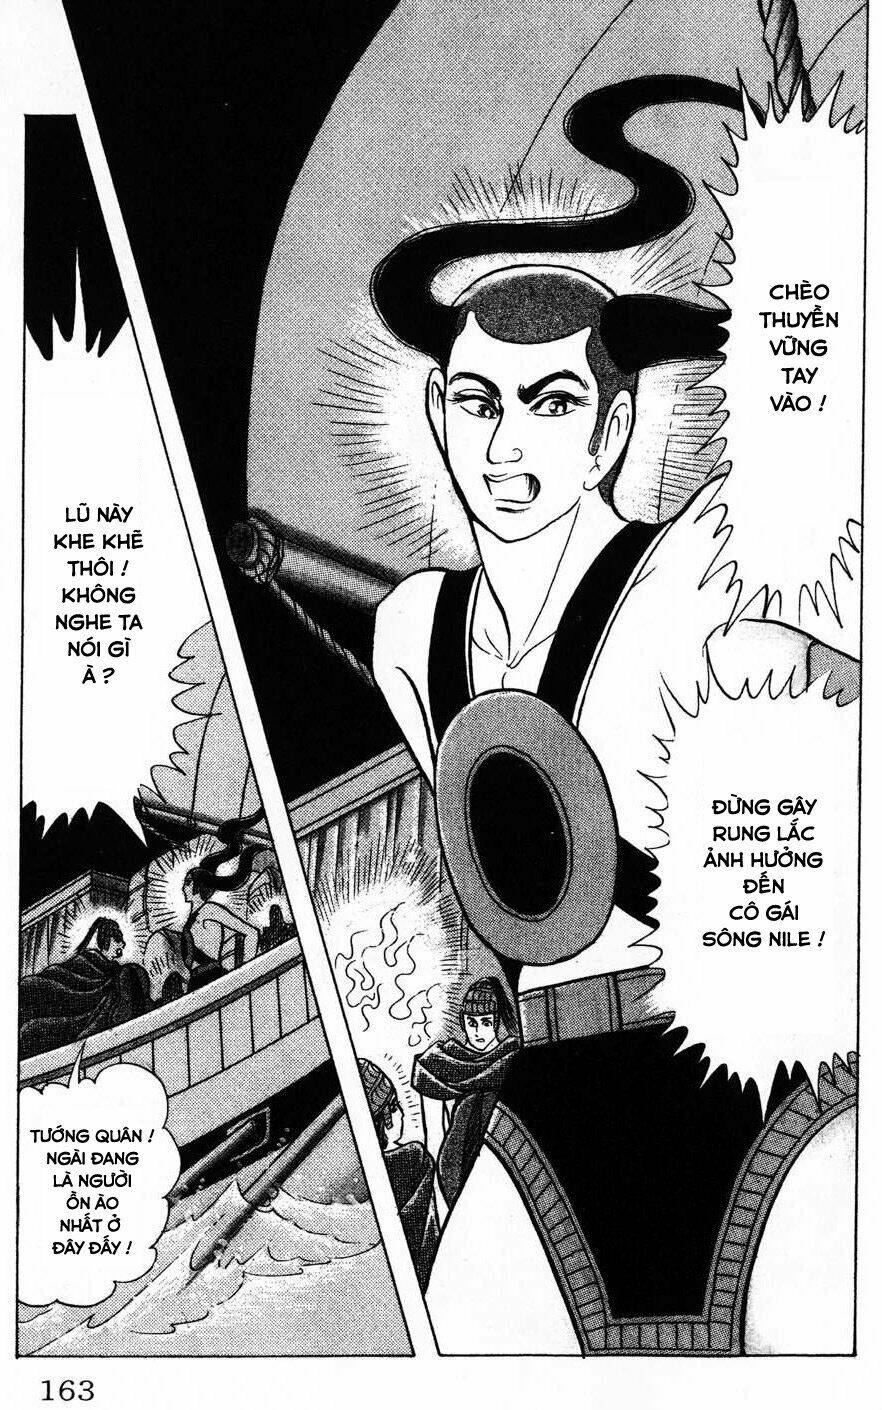 CHÈO
THUYỀN
VỮNG
TAY
VÀO !
ĐỪNG GÂY
RUNG LẮC
ẢNH HƯỞNG
ĐẾN
CÔ GÁI
SÔNG NILE !
LŨ NÀY
KHE KHẼ
THÔI !
KHÔNG
NGHE TA
NÓI GÌ
À ?
TƯỚNG QUÂN !
NGÀI ĐANG
LÀ NGƯỜI
ỒN ÀO
NHẤT Ở
ĐÂY ĐẤY !
163